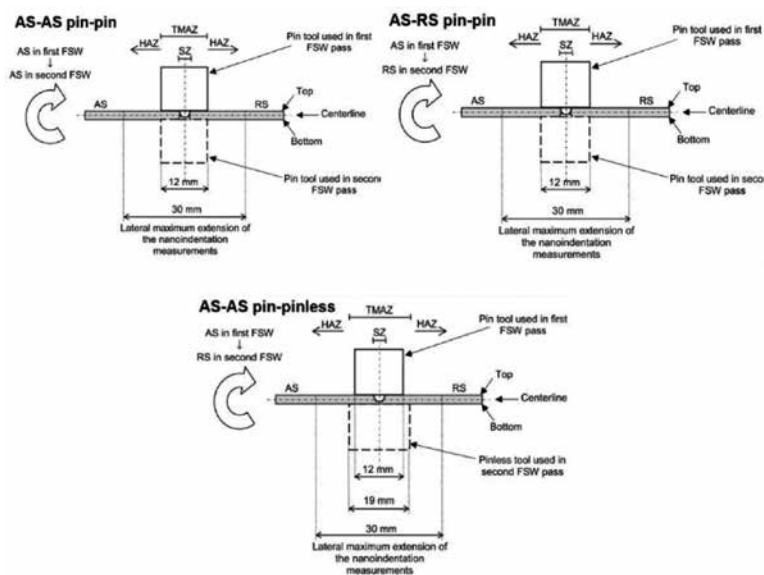 AS-AS pin-pin
AS in first FSW
↓
AS in second FSW
TMAZ
HAZ
HAZ
SZ
Pin tool used in first
FSW pass
AS
RS
Top
Centerline
Bottom
Pin tool used in second
FSW pass
12 mm
30 mm
Lateral maximum extension of
the nanoindentation
measurements
AS-RS pin-pin
AS in first FSW
↓
RS in second FSW
TMAZ
HAZ
HAZ
SZ
Pin tool used in first
FSW pass
AS
RS
Top
Centerline
Bottom
Pin tool used in second
FSW pass
12 mm
30 mm
Lateral maximum extension of
the nanoindentation
measurements
AS-AS pin-pinless
AS in first FSW
↓
RS in second FSW
TMAZ
HAZ
HAZ
SZ
Pin tool used in first
FSW pass
AS
RS
Top
Centerline
Bottom
Pinless tool used in
second FSW pass
12 mm
19 mm
30 mm
Lateral maximum extension of
the nanoindentation
measurements